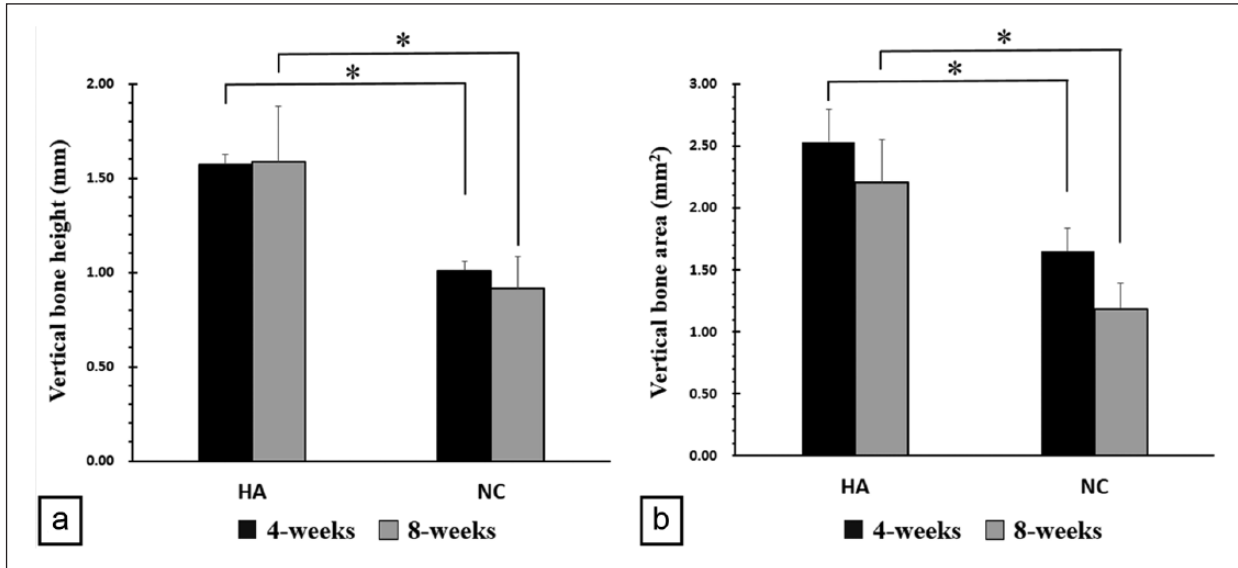 *
*
2.00
1.50
1.00
0.50
0.00
Vertical bone height (mm)
HA NC
a
4-weeks 8-weeks
*
*
3.00
2.50
2.00
1.50
1.00
0.50
0.00
Vertical bone area (mm²)
HA NC
b
4-weeks 8-weeks